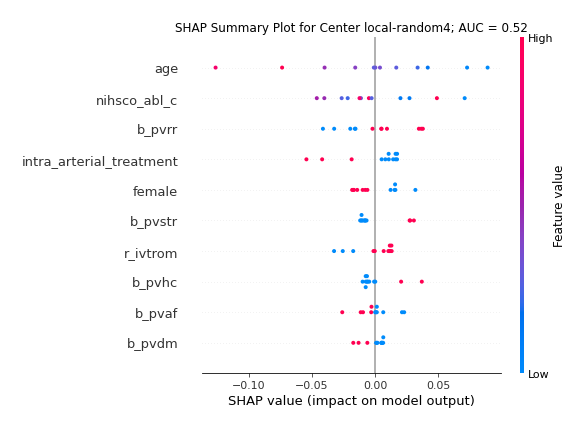 SHAP Summary Plot for Center local-random4; AUC = 0.52
High
age
nihsco_abl_c
b_pvrr
intra_arterial_treatment
female
b_pvstr
r_ivtrom
b_pvhc
b_pvaf
b_pvdm
Feature value
Low
−0.10 −0.05 0.00 0.05
SHAP value (impact on model output)